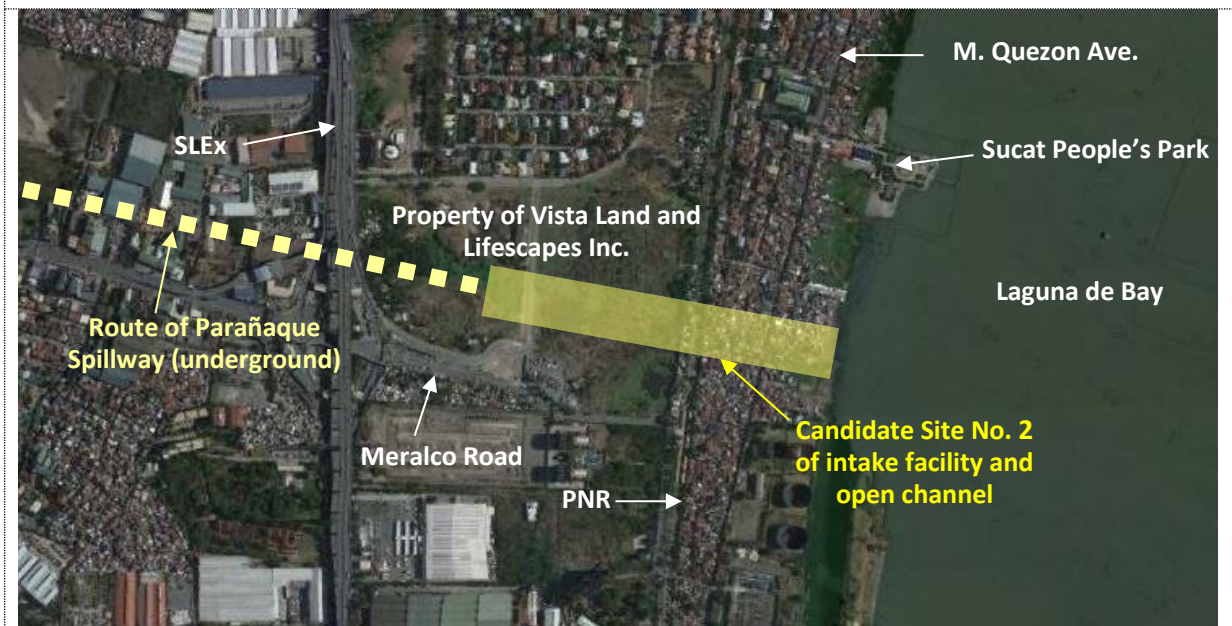 M. Quezon Ave.
SLEx
Sucat People’s Park
Property of Vista Land and
Lifescapes Inc.
Laguna de Bay
Route of Parañaque
Spillway (underground)
Meralco Road
Candidate Site No. 2
of intake facility and
open channel
PNR